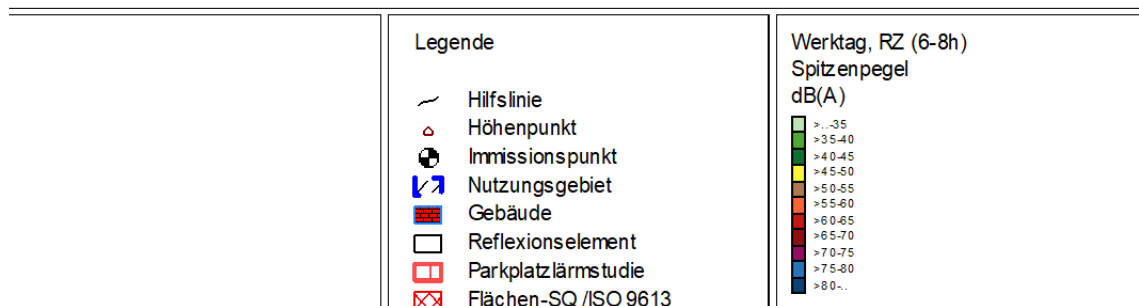 Legende
Hilfslinie
Höhenpunkt
Immissionspunkt
Nutzungsgebiet
Gebäude
Reflexionselement
Parkplatzlärmstudie
Flächen-SQ /ISO 9613
Werktag, RZ (6-8h)
Spitzenpegel
dB(A)
>..-35
>35-40
>40-45
>45-50
>50-55
>55-60
>60-65
>65-70
>70-75
>75-80
>80-..